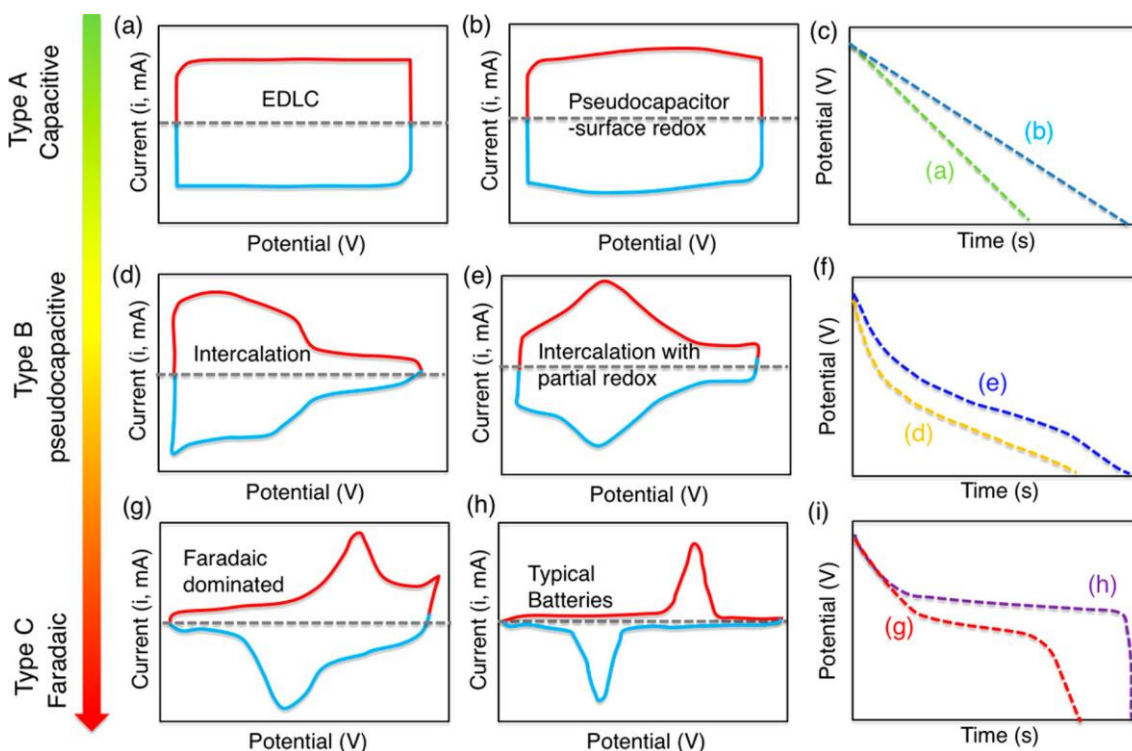 Type A
Capacitive
(a)
Current (i, mA)
EDLC
Potential (V)
(b)
Current (i, mA)
Pseudocapacitor
-surface redox
Potential (V)
(c)
Potential (V)
(b)
(a)
Time (s)
Type B
pseudocapacitive
(d)
Current (i, mA)
Intercalation
Potential (V)
(e)
Current (i, mA)
Intercalation with
partial redox
Potential (V)
(f)
Potential (V)
(e)
(d)
Time (s)
Type C
Faradaic
(g)
Current (i, mA)
Faradaic
dominated
Potential (V)
(h)
Current (i, mA)
Typical
Batteries
Potential (V)
(i)
Potential (V)
(h)
(g)
Time (s)